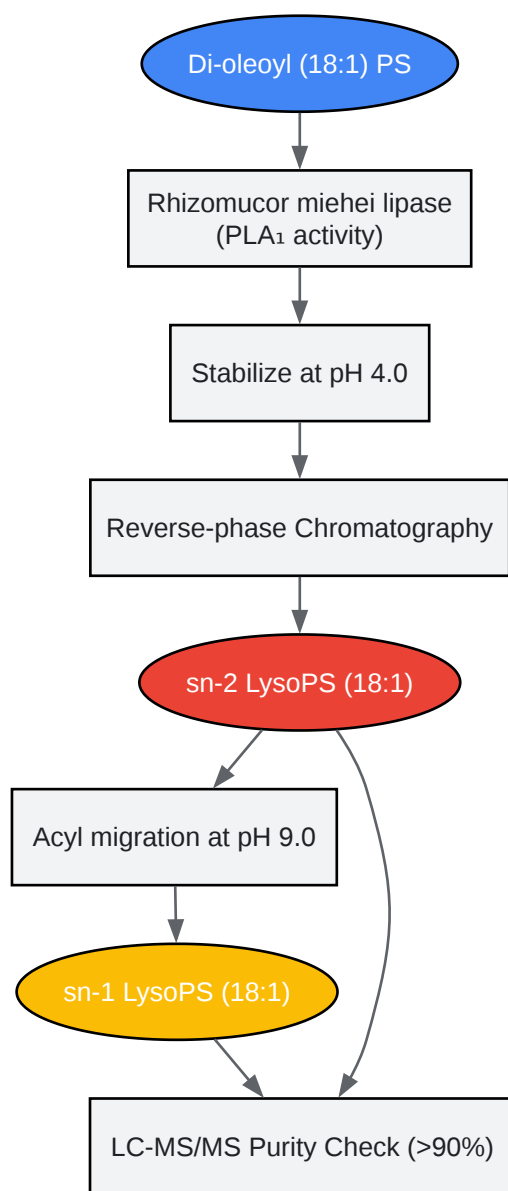 Di-oleoyl (18:1) PS
Rhizomucor miehei lipase
(PLA₁ activity)
Stabilize at pH 4.0
Reverse-phase Chromatography
sn-2 LysoPS (18:1)
Acyl migration at pH 9.0
sn-1 LysoPS (18:1)
LC-MS/MS Purity Check (>90%)